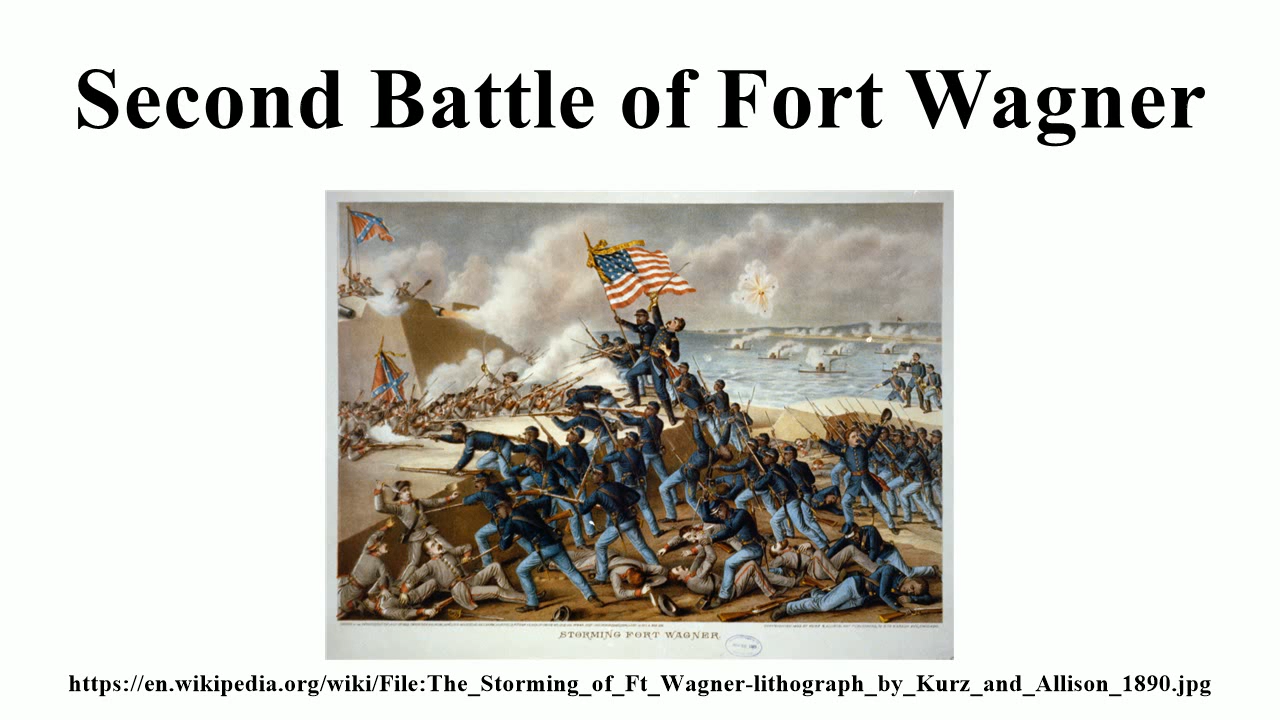 Second Battle of Fort Wagner
STORMING FORT WAGNER
https://en.wikipedia.org/wiki/File:The_Storming_of_Ft_Wagner-lithograph_by_Kurz_and_Allison_1890.jpg